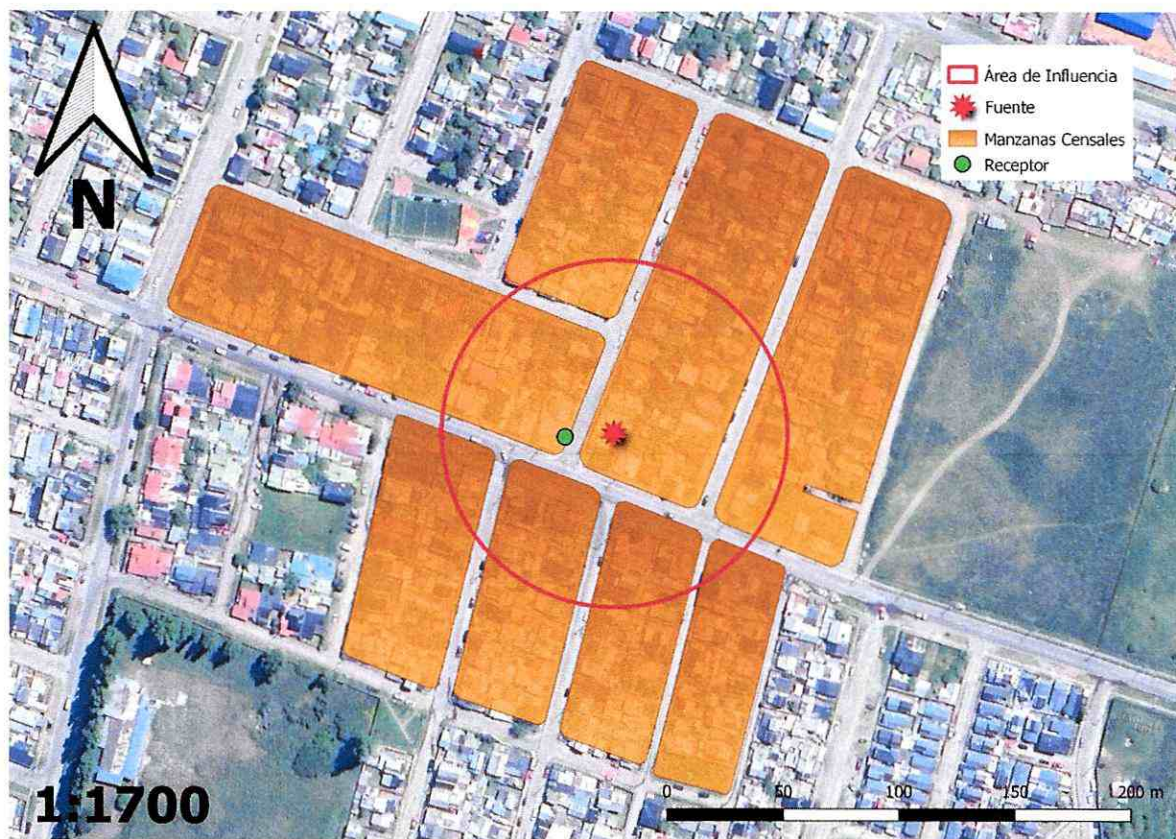 N
Área de Influencia
Fuente
Manzanas Censales
Receptor
1:1700
0 50 100 150 200 m